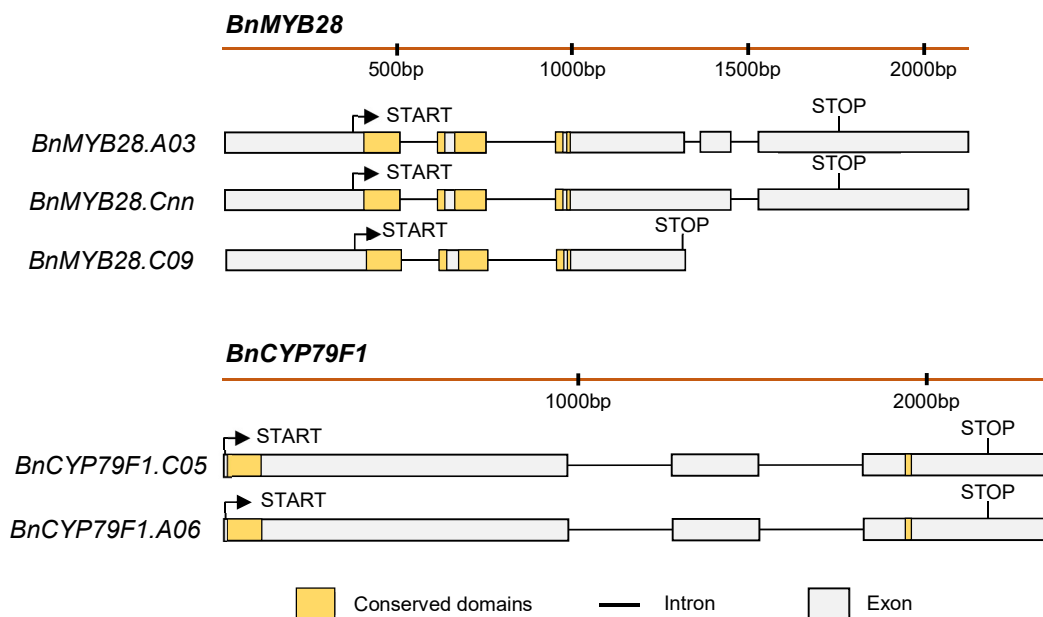 BnMYB28
500bp 1000bp 1500bp 2000bp
START STOP
BnMYB28.A03
START STOP
BnMYB28.Cnn
START STOP
BnMYB28.C09
BnCYP79F1
1000bp 2000bp
START STOP
BnCYP79F1.C05
START STOP
BnCYP79F1.A06
Conserved domains Intron Exon